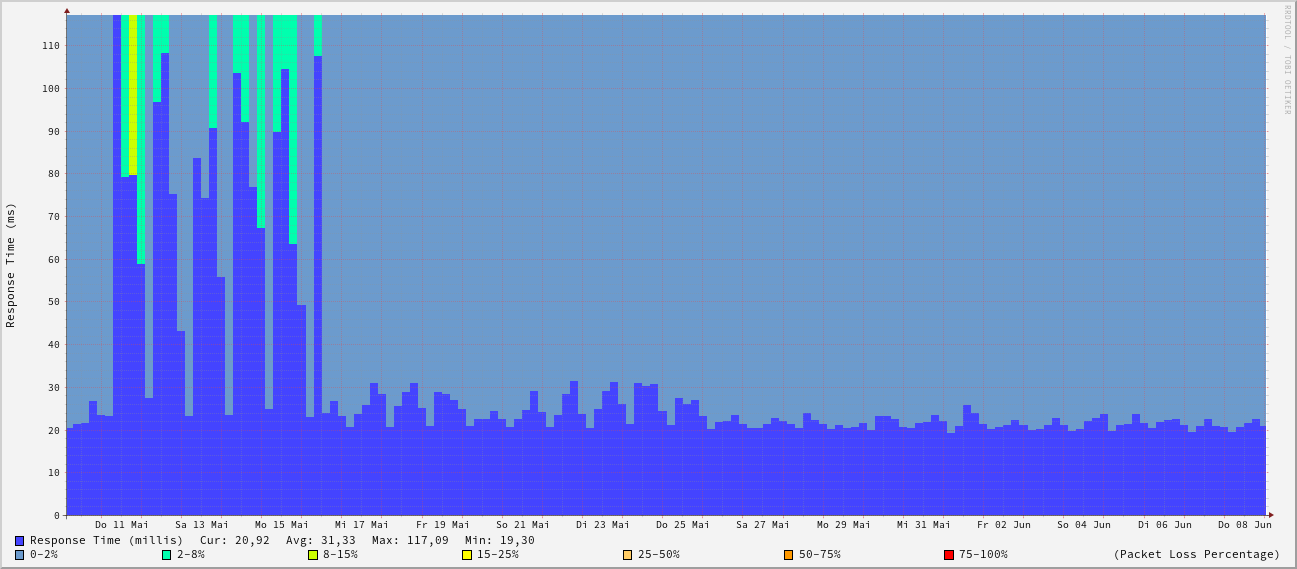 RRDTOOL / TOBI OETIKER
Response Time (ms)
110
100
90
80
70
60
50
40
30
20
10
0
Do 11 Mai Sa 13 Mai Mo 15 Mai Mi 17 Mai Fr 19 Mai So 21 Mai Di 23 Mai Do 25 Mai Sa 27 Mai Mo 29 Mai Mi 31 Mai Fr 02 Jun So 04 Jun Di 06 Jun Do 08 Jun
Response Time (millis) Cur: 20,92 Avg: 31,33 Max: 117,09 Min: 19,30
0-2% 2-8% 8-15% 15-25% 25-50% 50-75% 75-100% (Packet Loss Percentage)